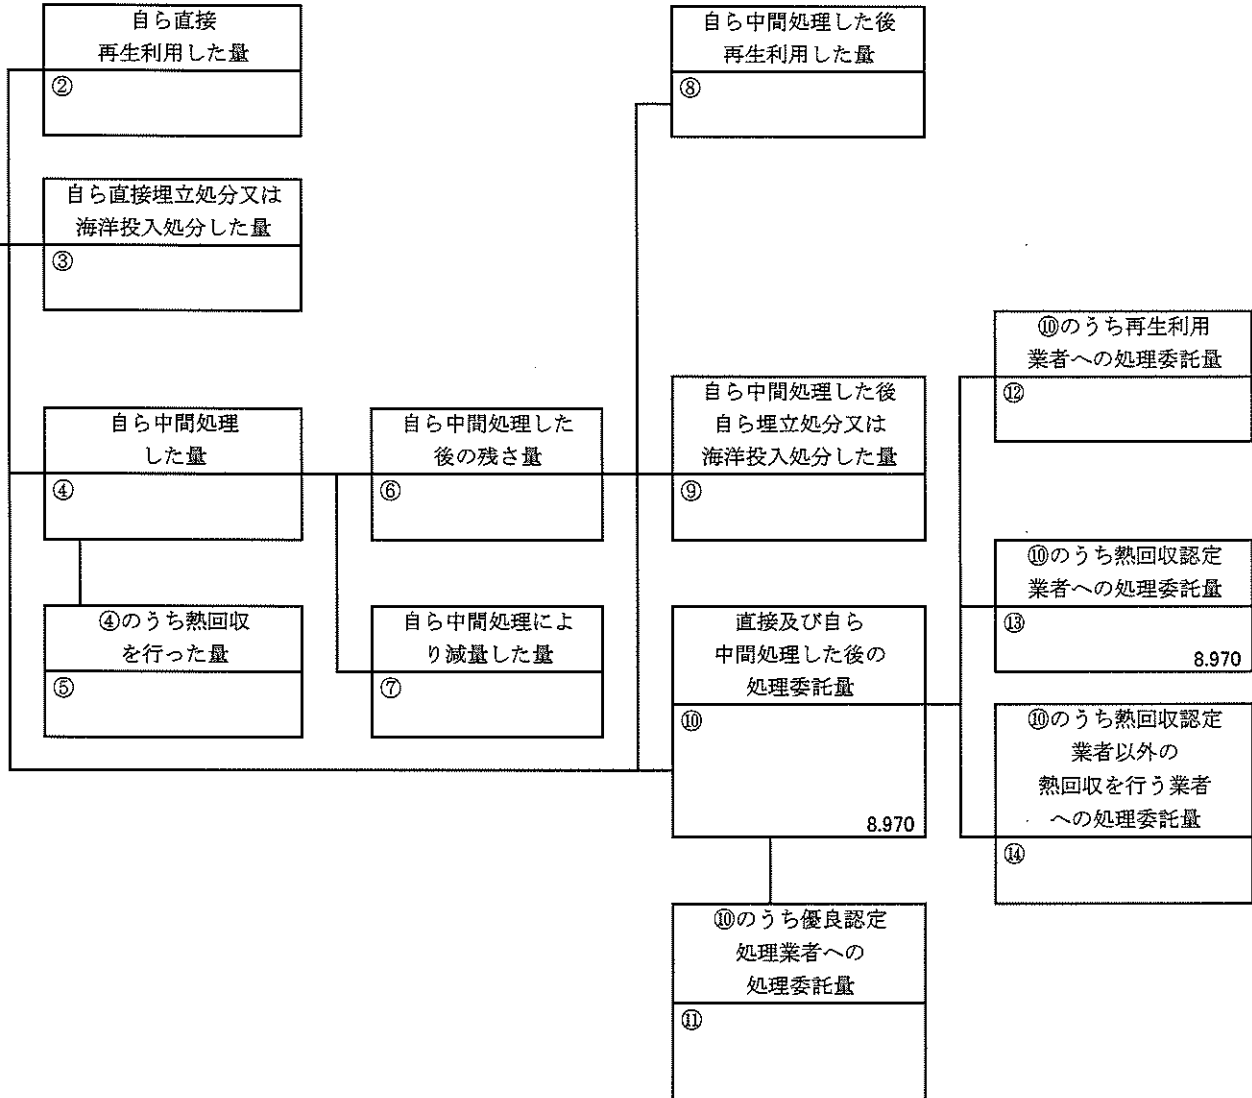 自ら直接
再生利用した量
②
自ら中間処理した後
再生利用した量
⑧
自ら直接埋立処分又は
海洋投入処分した量
③
⑩のうち再生利用
業者への処理委託量
⑫
自ら中間処理
した量
④
自ら中間処理した
後の残さ量
⑥
自ら中間処理した後
自ら埋立処分又は
海洋投入処分した量
⑨
⑩のうち熱回収認定
業者への処理委託量
⑬
8.970
④のうち熱回収
を行った量
⑤
自ら中間処理によ
り減量した量
⑦
直接及び自ら
中間処理した後の
処理委託量
⑩
8.970
⑩のうち熱回収認定
業者以外の
熱回収を行う業者
への処理委託量
⑭
⑩のうち優良認定
処理業者への
処理委託量
⑪